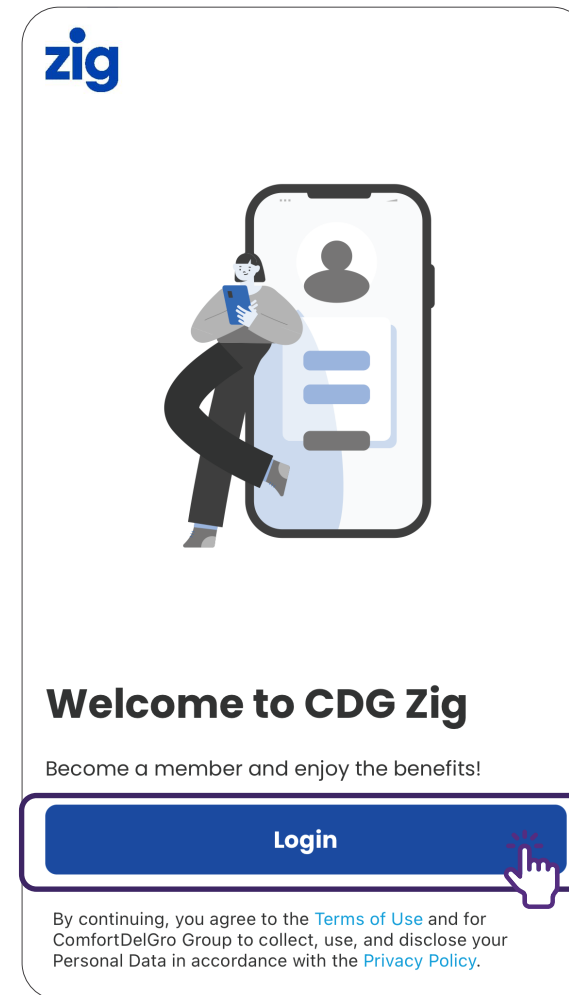 zig
Welcome to CDG Zig
Become a member and enjoy the benefits!
Login
By continuing, you agree to the Terms of Use and for
ComfortDelGro Group to collect, use, and disclose your
Personal Data in accordance with the Privacy Policy.